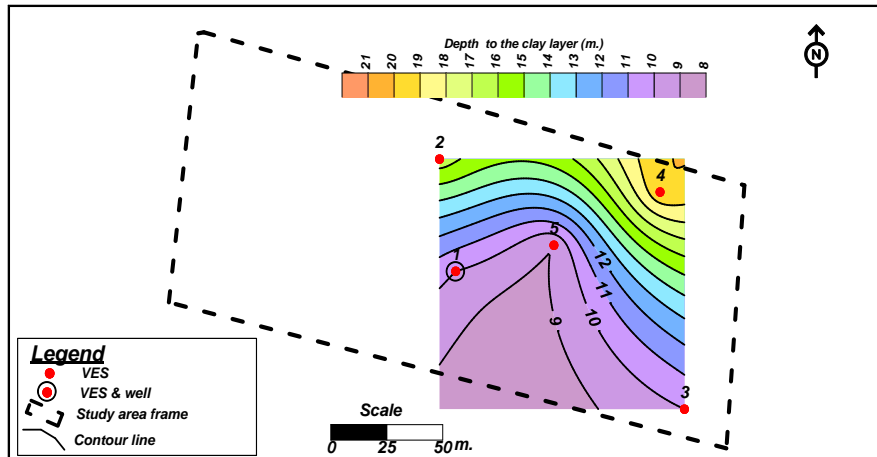 Depth to the clay layer (m.)
21 20 19 18 17 16 15 14 13 12 11 10 9 8
N
2
4
5
1
12
11
10
9
3
Legend
VES
VES & well
Study area frame
Contour line
Scale
0 25 50 m.